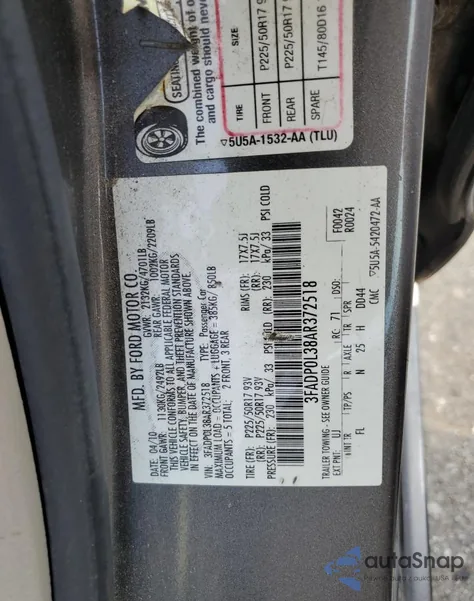 SEATIN
The combined weight of o
and cargo should never
TIRE SIZE
FRONT P225/50R17 9
REAR P225/50R17 9
SPARE T145/80D16
5U5A-1532-AA (TLU)
MFD. BY FORD MOTOR CO.
DATE: 04/10 GVWR: 2132KG/4701LB
FRONT GAWR: 1130KG/2492LB REAR GAWR: 1002KG/2209LB
THIS VEHICLE CONFORMS TO ALL APPLICABLE FEDERAL MOTOR
VEHICLE SAFETY, BUMPER, AND THEFT PREVENTION STANDARDS
IN EFFECT ON THE DATE OF MANUFACTURE SHOWN ABOVE.
VIN: 3FADP0L38AR372518 TYPE: Passenger Car
MAXIMUM LOAD = OCCUPANTS + LUGGAGE = 385KG/ 850LB
OCCUPANTS = 5 TOTAL: 2 FRONT, 3 REAR
TIRE (FR): P225/50R17 93V RIMS (FR): 17X7.5J
(RR): P225/50R17 93V (RR): 17X7.5J
PRESSURE (FR): 230 kPa/ 33 PSI (RR): 230 kPa/ 33 PSI COLD
PSI COLD
3FADP0L38AR372518
F0042
R0024
TRAILER TOWING - SEE OWNER GUIDE
EXT PNT: UJ RC: 71 DSO:
INT TR TP/PS R AXLE TR SPR
FL N 25 H DD44
CMC 5U5A-5420472-AA
autoSnap